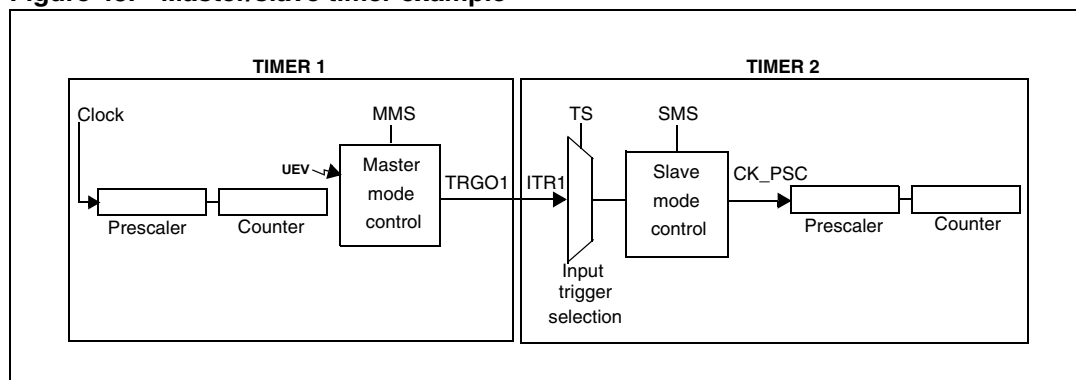 Figure Master/slave timer example
TIMER 1
TIMER 2
Clock
MMS
TS
SMS
UEV
Master
mode
control
TRGO1
ITR1
Slave
mode
control
CK_PSC
Prescaler
Counter
Prescaler
Counter
Input
trigger
selection